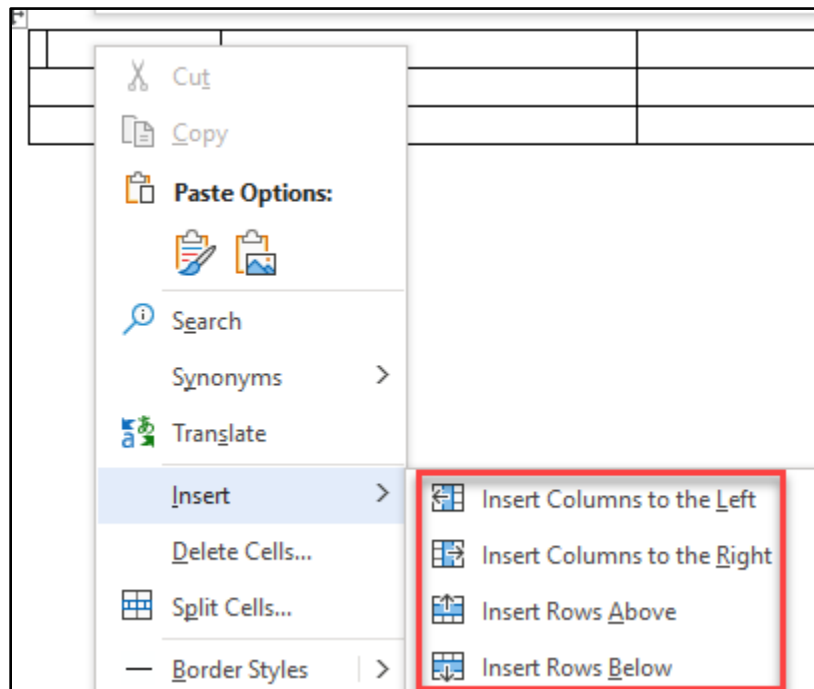 Cut
Copy
Paste Options:
Search
Synonyms
Translate
Insert
Delete Cells...
Split Cells...
Border Styles
Insert Columns to the Left
Insert Columns to the Right
Insert Rows Above
Insert Rows Below